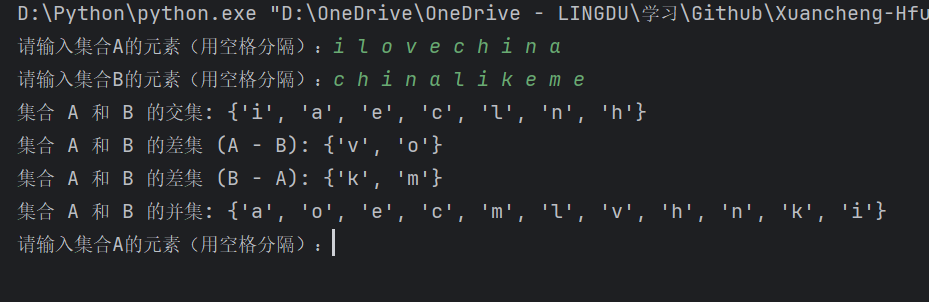 D:\Python\python.exe "D:\OneDrive\OneDrive - LINGDU\学习\Github\Xuancheng-Hfu
请输入集合A的元素（用空格分隔）：i l o v e c h i n a
请输入集合B的元素（用空格分隔）：c h i n a l i k e m e
集合 A 和 B 的交集: {'i', 'a', 'e', 'c', 'l', 'n', 'h'}
集合 A 和 B 的差集 (A - B): {'v', 'o'}
集合 A 和 B 的差集 (B - A): {'k', 'm'}
集合 A 和 B 的并集: {'a', 'o', 'e', 'c', 'm', 'l', 'v', 'h', 'n', 'k', 'i'}
请输入集合A的元素（用空格分隔）：